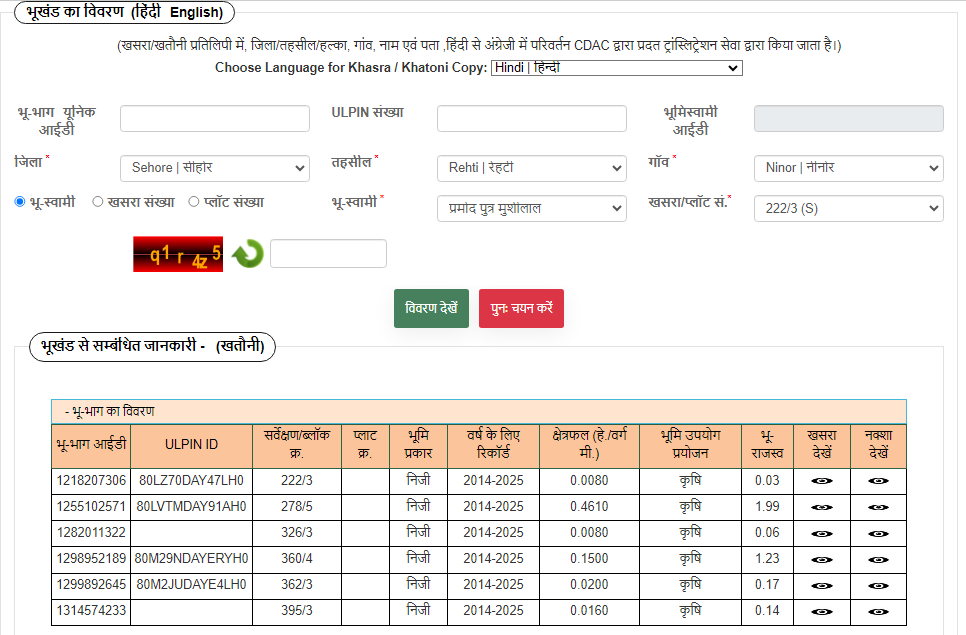 भूखंड का विवरण (हिंदी English)
(खसरा/खतौनी प्रतिलिपी में, जिला/तहसील/हल्का, गांव, नाम एवं पता ,हिंदी से अंग्रेजी में परिवर्तन CDAC द्वारा प्रदत ट्रांस्लिट्रेशन सेवा द्वारा किया जाता है।)
Choose Language for Khasra / Khatoni Copy: Hindi | हिन्दी
भू-भाग यूनिक आईडी ULPIN संख्या भूमिस्वामी आईडी
जिला * Sehore | सीहोर तहसील * Rehti | रेहटी गाँव * Ninor | नीनोर
भू-स्वामी खसरा संख्या प्लॉट संख्या भू-स्वामी * प्रमोद पुत्र मुशीलाल खसरा/प्लॉट सं.* 222/3 (S)
q1r4z5
विवरण देखें पुनः चयन करें
भूखंड से सम्बंधित जानकारी - (खतौनी)
- भू-भाग का विवरण
भू-भाग आईडी ULPIN ID सर्वेक्षण/ब्लॉक क्र. प्लाट क्र. भूमि प्रकार वर्ष के लिए रिकॉर्ड क्षेत्रफल (हे./वर्ग मी.) भूमि उपयोग प्रयोजन भू-राजस्व खसरा देखें नक्शा देखें
1218207306 80LZ70DAY47LH0 222/3 निजी 2014-2025 0.0080 कृषि 0.03
1255102571 80LVTMDAY91AH0 278/5 निजी 2014-2025 0.4610 कृषि 1.99
1282011322 326/3 निजी 2014-2025 0.0080 कृषि 0.06
1298952189 80M29NDAYERYH0 360/4 निजी 2014-2025 0.1500 कृषि 1.23
1299892645 80M2JUDAYE4LH0 362/3 निजी 2014-2025 0.0200 कृषि 0.17
1314574233 395/3 निजी 2014-2025 0.0160 कृषि 0.14